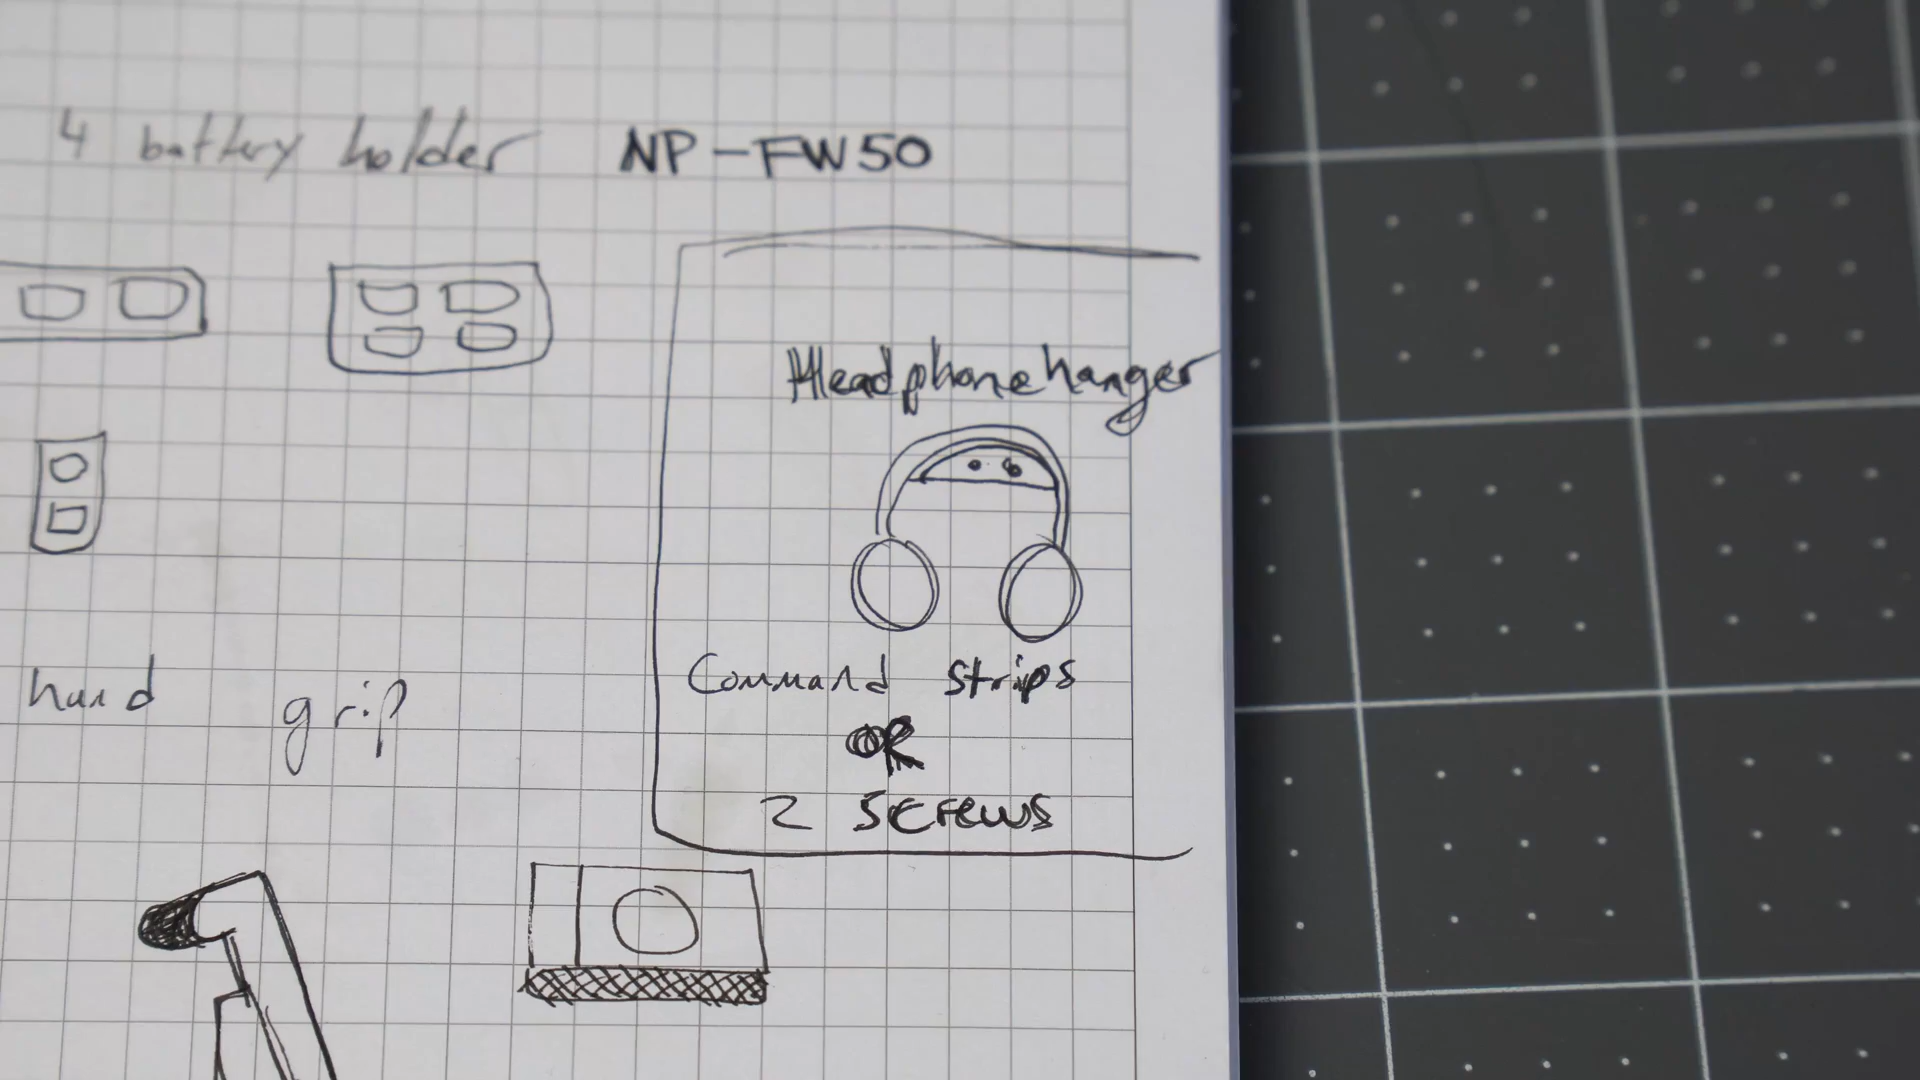 4 battery holder NP-FW50
Headphone hanger
Command strips
OR
2 screws
hand grip